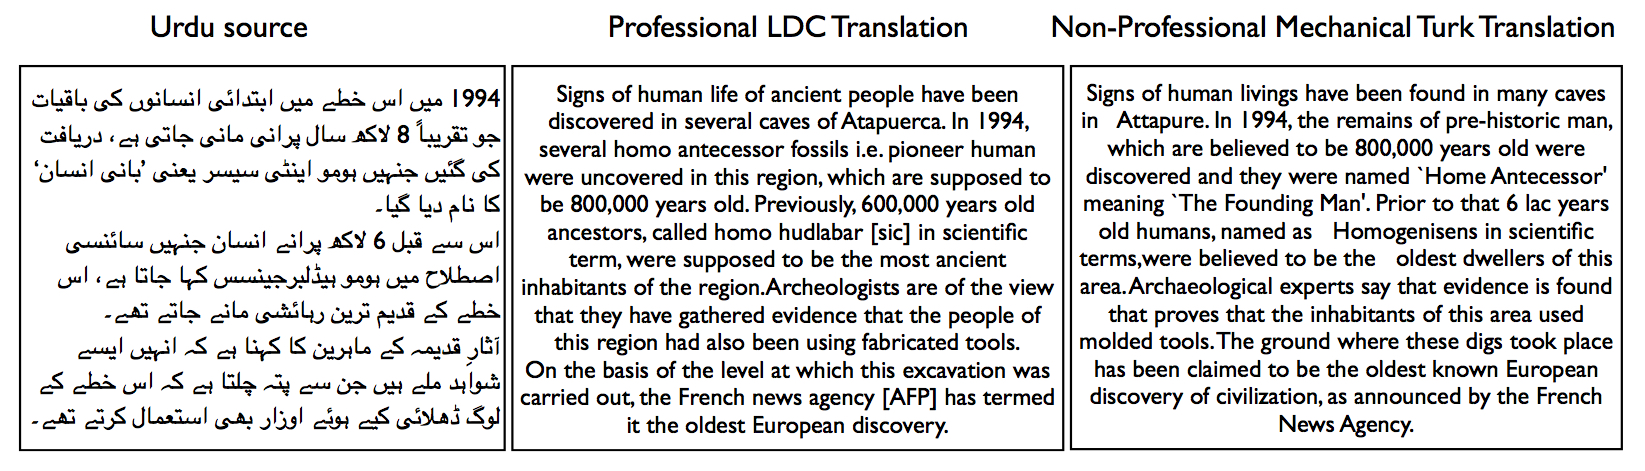 Urdu source
1994 میں اس خطے میں ابتدائی انسانوں کی باقیات
جو تقریباً 8 لاکھ سال پرانی مانی جاتی ہے، دریافت
کی گئیں جنہیں ہومو اینٹی سیسر یعنی ’بانی انسان‘
کا نام دیا گیا۔
اس سے قبل 6 لاکھ پرانے انسان جنہیں سائنسی
اصطلاح میں ہومو ہیڈلبرجینسس کہا جاتا ہے، اس
خطے کے قدیم ترین رہائشی مانے جاتے تھے۔
آثارِ قدیمہ کے ماہرین کا کہنا ہے کہ انہیں ایسے
شواہد ملے ہیں جن سے پتہ چلتا ہے کہ اس خطے کے
لوگ ڈھلائی کیے ہوئے اوزار بھی استعمال کرتے تھے۔
Professional LDC Translation
Signs of human life of ancient people have been
discovered in several caves of Atapuerca. In 1994,
several homo antecessor fossils i.e. pioneer human
were uncovered in this region, which are supposed to
be 800,000 years old. Previously, 600,000 years old
ancestors, called homo hudlabar [sic] in scientific
term, were supposed to be the most ancient
inhabitants of the region.Archeologists are of the view
that they have gathered evidence that the people of
this region had also been using fabricated tools.
On the basis of the level at which this excavation was
carried out, the French news agency [AFP] has termed
it the oldest European discovery.
Non-Professional Mechanical Turk Translation
Signs of human livings have been found in many caves
in Attapure. In 1994, the remains of pre-historic man,
which are believed to be 800,000 years old were
discovered and they were named `Home Antecessor'
meaning `The Founding Man'. Prior to that 6 lac years
old humans, named as Homogenisens in scientific
terms,were believed to be the oldest dwellers of this
area.Archaeological experts say that evidence is found
that proves that the inhabitants of this area used
molded tools.The ground where these digs took place
has been claimed to be the oldest known European
discovery of civilization, as announced by the French
News Agency.